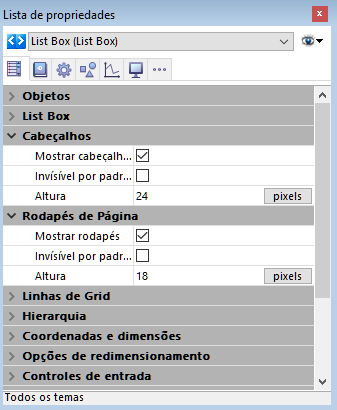 Lista de propriedades
List Box (List Box)
Objetos
List Box
Cabeçalhos
Mostrar cabeçalh...
Invisível por padr...
Altura 24 pixels
Rodapés de Página
Mostrar rodapés
Invisível por padr...
Altura 18 pixels
Linhas de Grid
Hierarquia
Coordenadas e dimensões
Opções de redimensionamento
Controles de entrada
Todos os temas